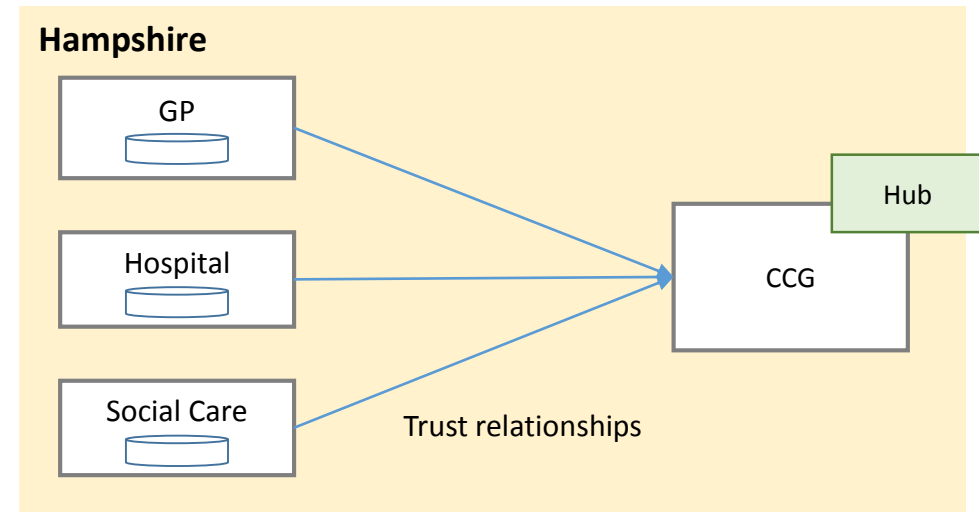 Hampshire
GP
Hub
Hospital
CCG
Social Care
Trust relationships